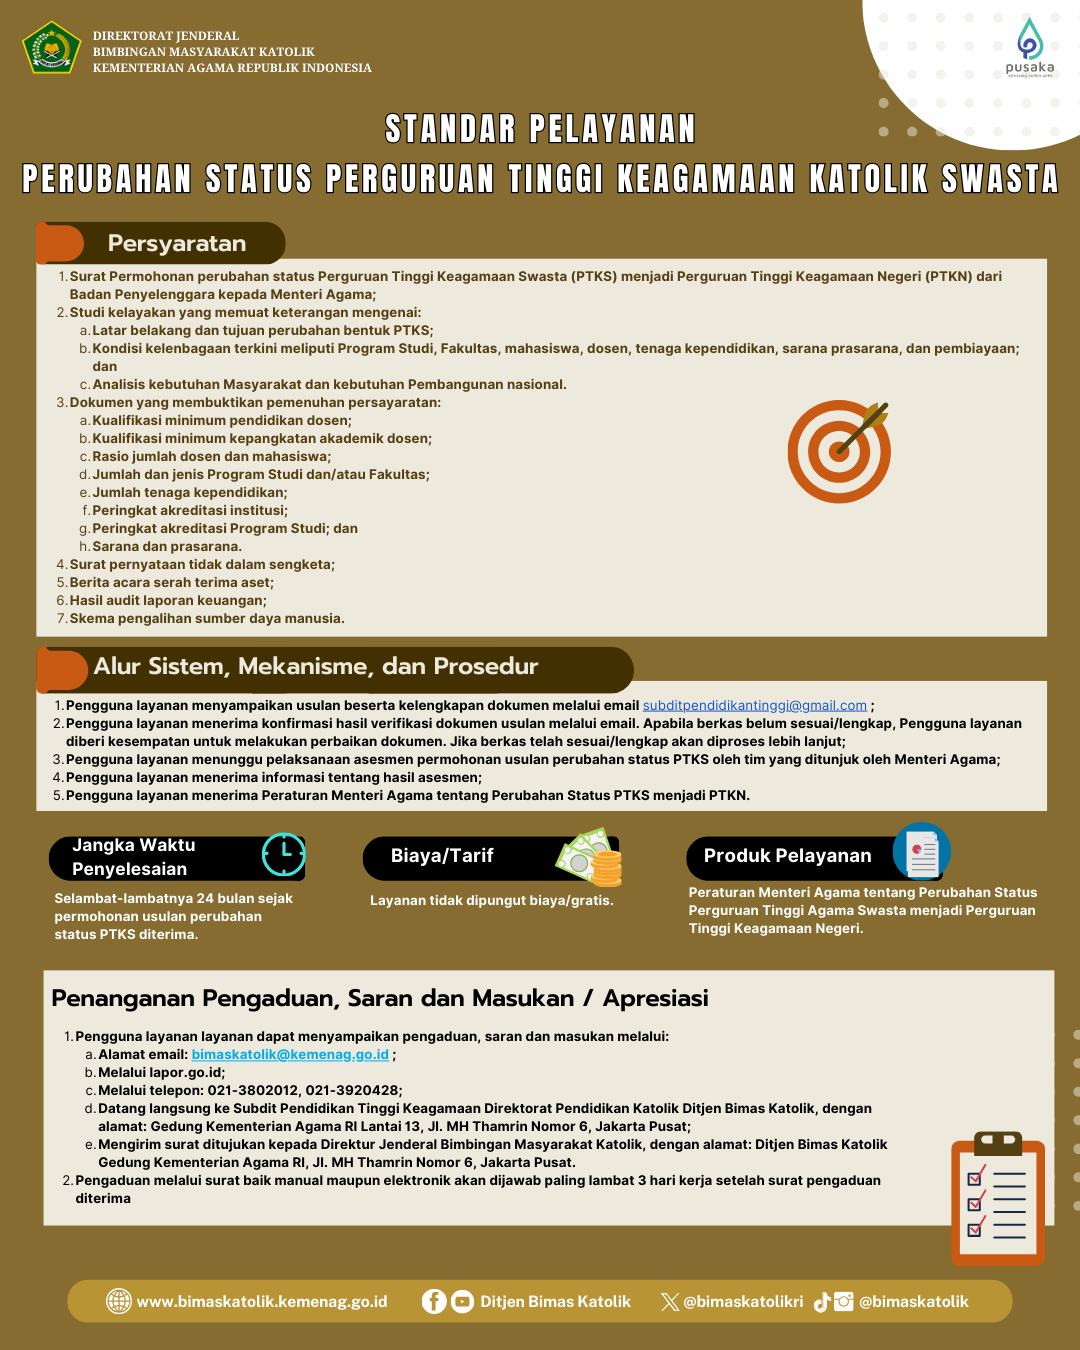 DIREKTORAT JENDERAL
BIMBINGAN MASYARAKAT KATOLIK
KEMENTERIAN AGAMA REPUBLIK INDONESIA
pusaka
STANDAR PELAYANAN
PERUBAHAN STATUS PERGURUAN TINGGI KEAGAMAAN KATOLIK SWASTA
Persyaratan
1. Surat Permohonan perubahan status Perguruan Tinggi Keagamaan Swasta (PTKS) menjadi Perguruan Tinggi Keagamaan Negeri (PTKN) dari
Badan Penyelenggara kepada Menteri Agama;
2. Studi kelayakan yang memuat keterangan mengenai:
a. Latar belakang dan tujuan perubahan bentuk PTKS;
b. Kondisi kelenbagaan terkini meliputi Program Studi, Fakultas, mahasiswa, dosen, tenaga kependidikan, sarana prasarana, dan pembiayaan;
dan
c. Analisis kebutuhan Masyarakat dan kebutuhan Pembangunan nasional.
3. Dokumen yang membuktikan pemenuhan persayaratan:
a. Kualifikasi minimum pendidikan dosen;
b. Kualifikasi minimum kepangkatan akademik dosen;
c. Rasio jumlah dosen dan mahasiswa;
d. Jumlah dan jenis Program Studi dan/atau Fakultas;
e. Jumlah tenaga kependidikan;
f. Peringkat akreditasi institusi;
g. Peringkat akreditasi Program Studi; dan
h. Sarana dan prasarana.
4. Surat pernyataan tidak dalam sengketa;
5. Berita acara serah terima aset;
6. Hasil audit laporan keuangan;
7. Skema pengalihan sumber daya manusia.
Alur Sistem, Mekanisme, dan Prosedur
1. Pengguna layanan menyampaikan usulan beserta kelengkapan dokumen melalui email subditpendidikantinggi@gmail.com ;
2. Pengguna layanan menerima konfirmasi hasil verifikasi dokumen usulan melalui email. Apabila berkas belum sesuai/lengkap, Pengguna layanan
diberi kesempatan untuk melakukan perbaikan dokumen. Jika berkas telah sesuai/lengkap akan diproses lebih lanjut;
3. Pengguna layanan menunggu pelaksanaan asesmen permohonan usulan perubahan status PTKS oleh tim yang ditunjuk oleh Menteri Agama;
4. Pengguna layanan menerima informasi tentang hasil asesmen;
5. Pengguna layanan menerima Peraturan Menteri Agama tentang Perubahan Status PTKS menjadi PTKN.
Jangka Waktu
Penyelesaian
Selambat-lambatnya 24 bulan sejak
permohonan usulan perubahan
status PTKS diterima.
Biaya/Tarif
Layanan tidak dipungut biaya/gratis.
Produk Pelayanan
Peraturan Menteri Agama tentang Perubahan Status
Perguruan Tinggi Agama Swasta menjadi Perguruan
Tinggi Keagamaan Negeri.
Penanganan Pengaduan, Saran dan Masukan / Apresiasi
1. Pengguna layanan layanan dapat menyampaikan pengaduan, saran dan masukan melalui:
a. Alamat email: bimaskatolik@kemenag.go.id ;
b. Melalui lapor.go.id;
c. Melalui telepon: 021-3802012, 021-3920428;
d. Datang langsung ke Subdit Pendidikan Tinggi Keagamaan Direktorat Pendidikan Katolik Ditjen Bimas Katolik, dengan
alamat: Gedung Kementerian Agama RI Lantai 13, Jl. MH Thamrin Nomor 6, Jakarta Pusat;
e. Mengirim surat ditujukan kepada Direktur Jenderal Bimbingan Masyarakat Katolik, dengan alamat: Ditjen Bimas Katolik
Gedung Kementerian Agama RI, Jl. MH Thamrin Nomor 6, Jakarta Pusat.
2. Pengaduan melalui surat baik manual maupun elektronik akan dijawab paling lambat 3 hari kerja setelah surat pengaduan
diterima
www.bimaskatolik.kemenag.go.id
Ditjen Bimas Katolik
@bimaskatolikri
@bimaskatolik